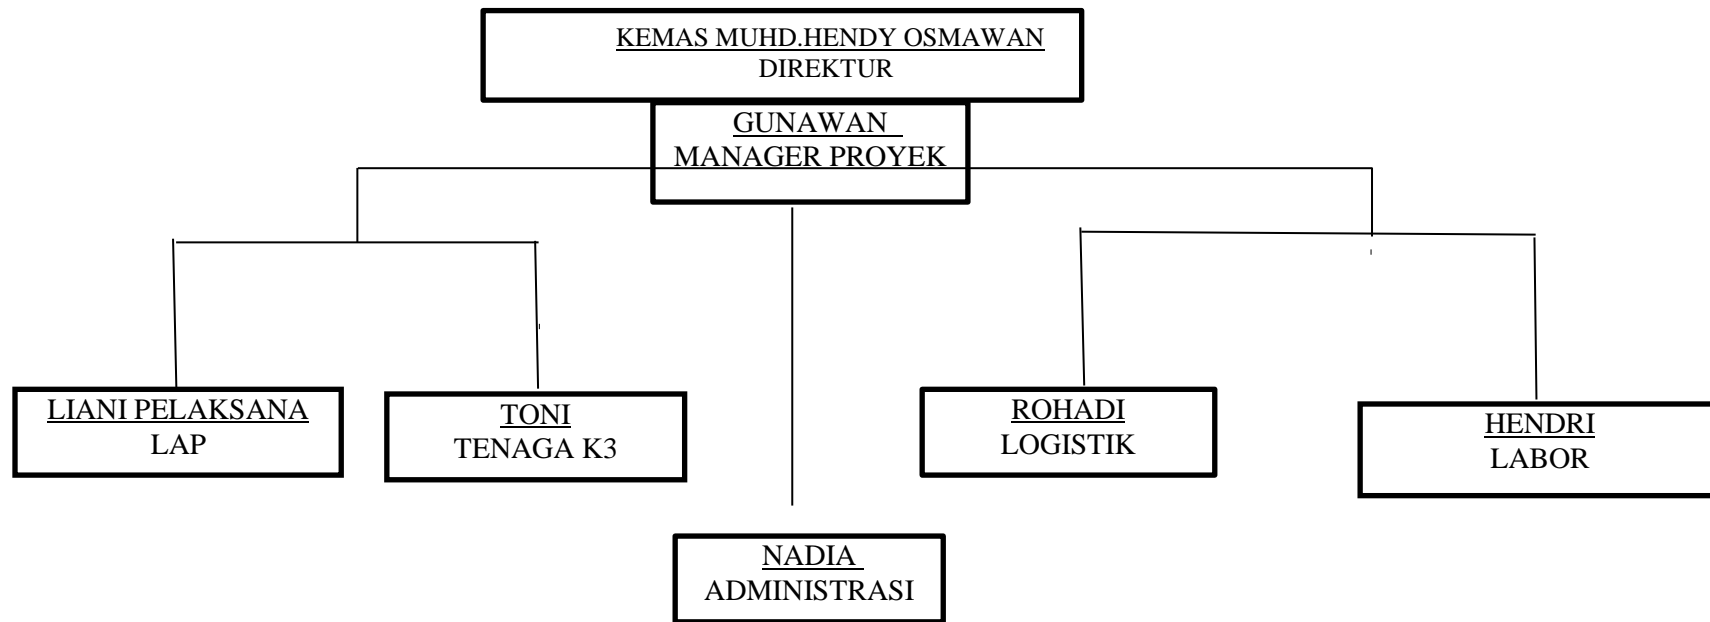 KEMAS MUHD.HENDY OSMAWAN
DIREKTUR
GUNAWAN
MANAGER PROYEK
LIANI PELAKSANA
LAP
TONI
TENAGA K3
ROHADI
LOGISTIK
HENDRI
LABOR
NADIA
ADMINISTRASI